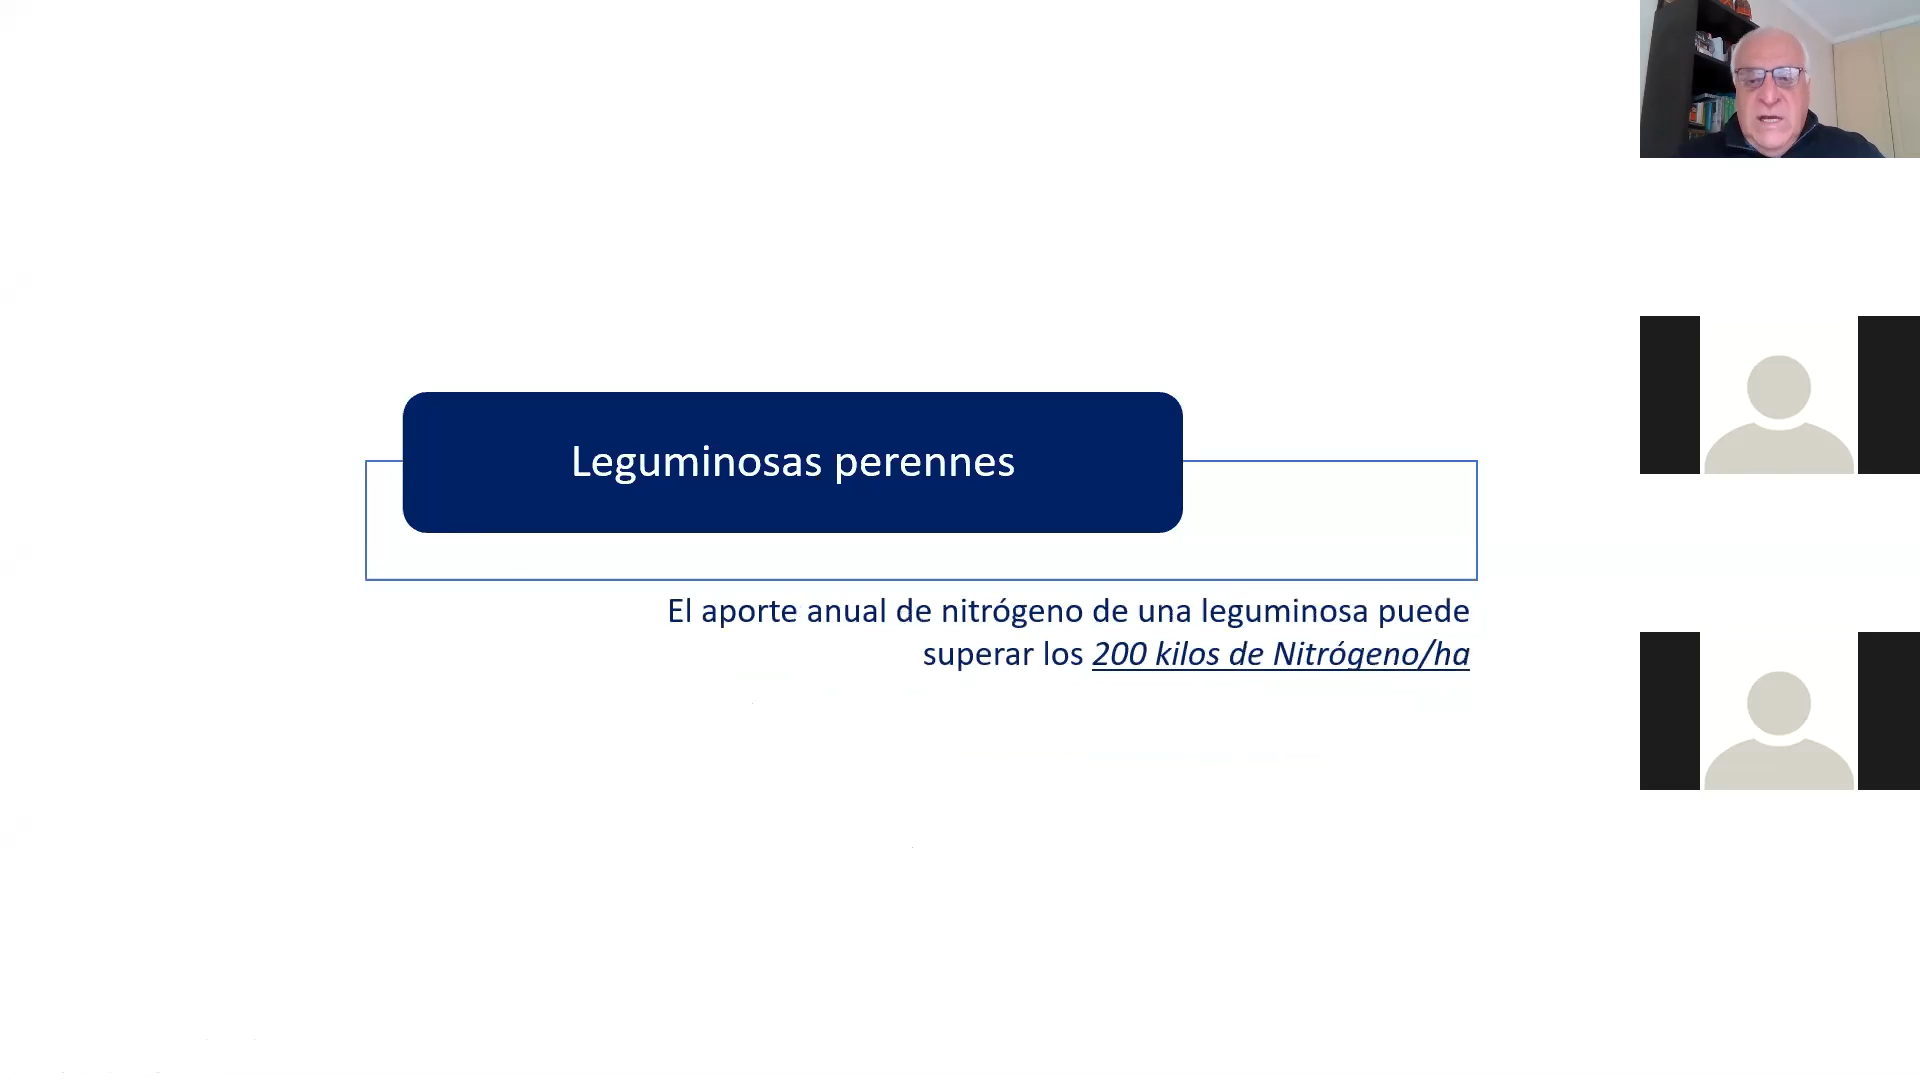 Leguminosas perennes
El aporte anual de nitrógeno de una leguminosa puede
superar los 200 kilos de Nitrógeno/ha